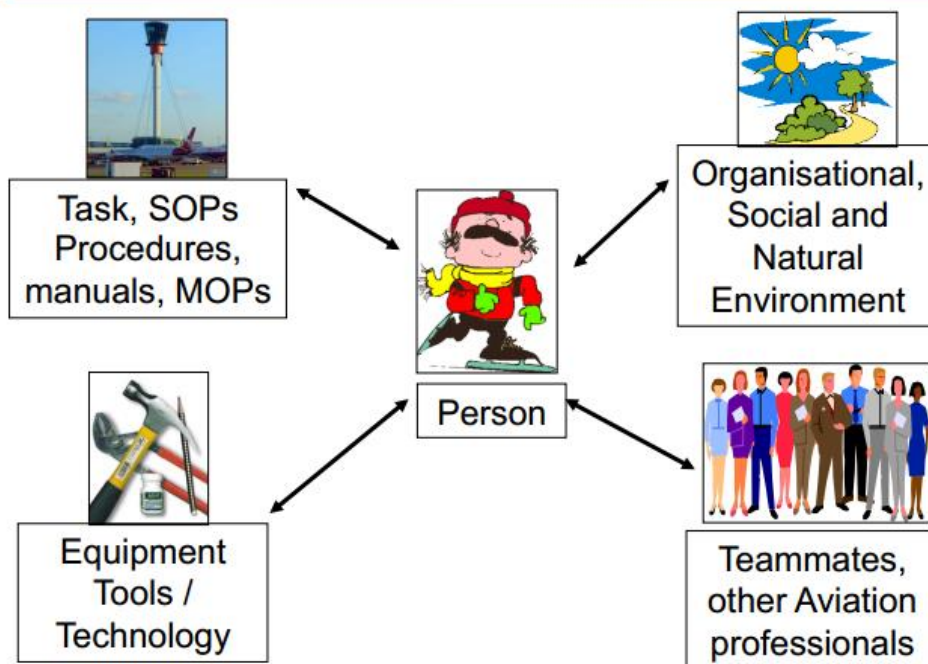 Task, SOPs
Procedures,
manuals, MOPs
Organisational,
Social and
Natural
Environment
Person
Equipment
Tools /
Technology
Teammates,
other Aviation
professionals